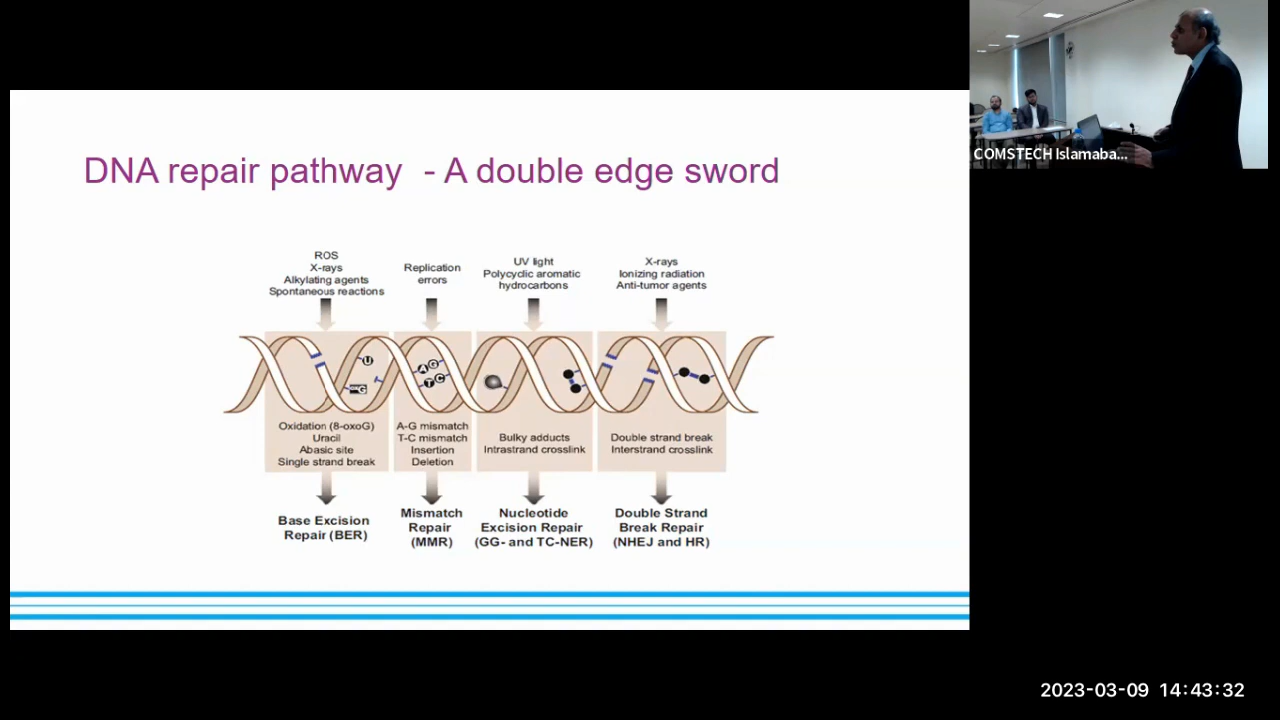 DNA repair pathway - A double edge sword
ROS
X-rays
Alkylating agents
Spontaneous reactions
Replication
errors
UV light
Polycyclic aromatic
hydrocarbons
X-rays
Ionizing radiation
Anti-tumor agents
U
G
A G
T C
Oxidation (8-oxoG)
Uracil
Abasic site
Single strand break
A-G mismatch
T-C mismatch
Insertion
Deletion
Bulky adducts
Intrastrand crosslink
Double strand break
Interstrand crosslink
Base Excision
Repair (BER)
Mismatch
Repair
(MMR)
Nucleotide
Excision Repair
(GG- and TC-NER)
Double Strand
Break Repair
(NHEJ and HR)
COMSTECH Islamaba...
2023-03-09 14:43:32